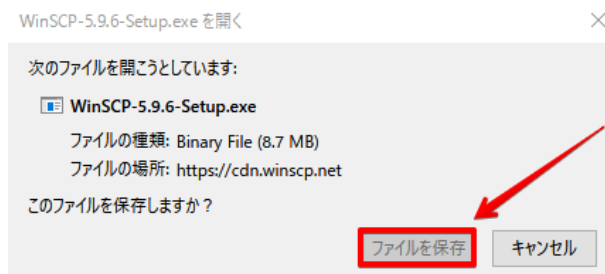 WinSCP-5.9.6-Setup.exe を開く
次のファイルを開こうとしています:
WinSCP-5.9.6-Setup.exe
ファイルの種類: Binary File (8.7 MB)
ファイルの場所: https://cdn.winscp.net
このファイルを保存しますか？
ファイルを保存 キャンセル